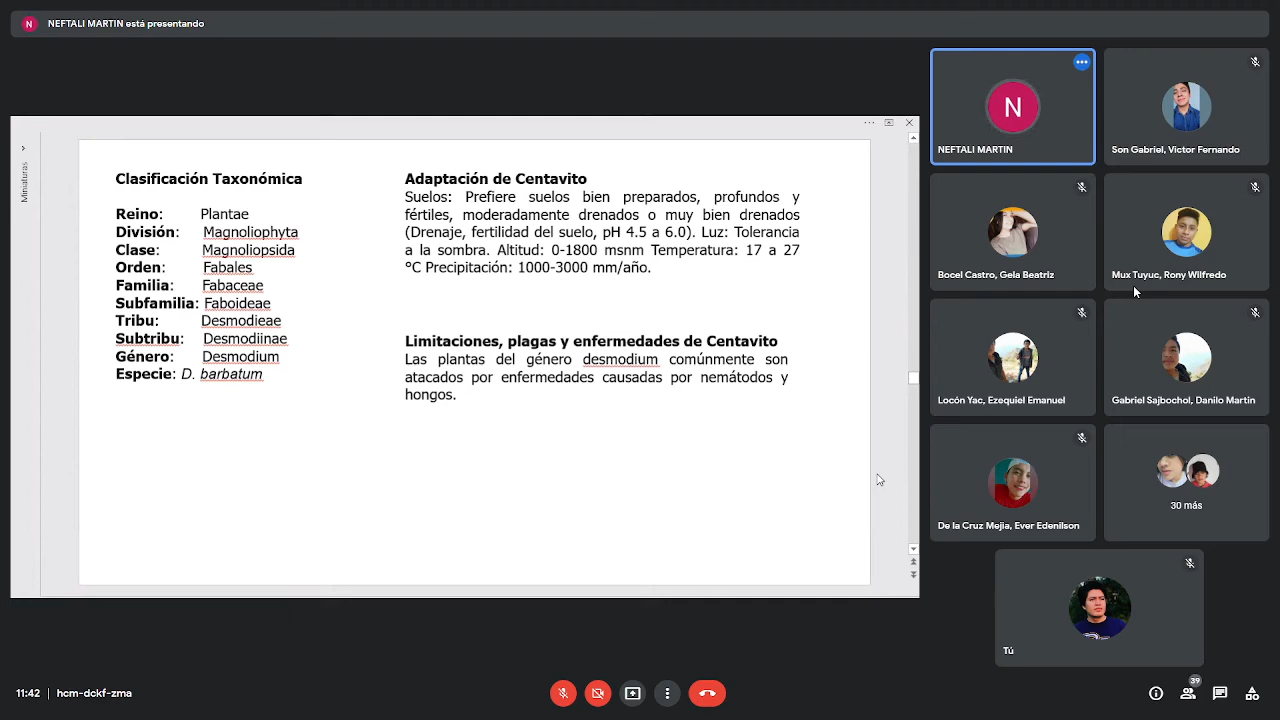 N NEFTALI MARTIN está presentando
Miniaturas
Clasificación Taxonómica
Reino: Plantae
División: Magnoliophyta
Clase: Magnoliopsida
Orden: Fabales
Familia: Fabaceae
Subfamilia: Faboideae
Tribu: Desmodieae
Subtribu: Desmodiinae
Género: Desmodium
Especie: D. barbatum
Adaptación de Centavito
Suelos: Prefiere suelos bien preparados, profundos y
fértiles, moderadamente drenados o muy bien drenados
(Drenaje, fertilidad del suelo, pH 4.5 a 6.0). Luz: Tolerancia
a la sombra. Altitud: 0-1800 msnm Temperatura: 17 a 27
°C Precipitación: 1000-3000 mm/año.
Limitaciones, plagas y enfermedades de Centavito
Las plantas del género desmodium comúnmente son
atacados por enfermedades causadas por nemátodos y
hongos.
N
NEFTALI MARTIN
Son Gabriel, Victor Fernando
Bocel Castro, Gela Beatriz
Mux Tuyuc, Rony Wilfredo
Locón Yac, Ezequiel Emanuel
Gabriel Sajbochol, Danilo Martin
De la Cruz Mejia, Ever Edenilson
30 más
Tú
11:42 | hcm-dckf-zma
39